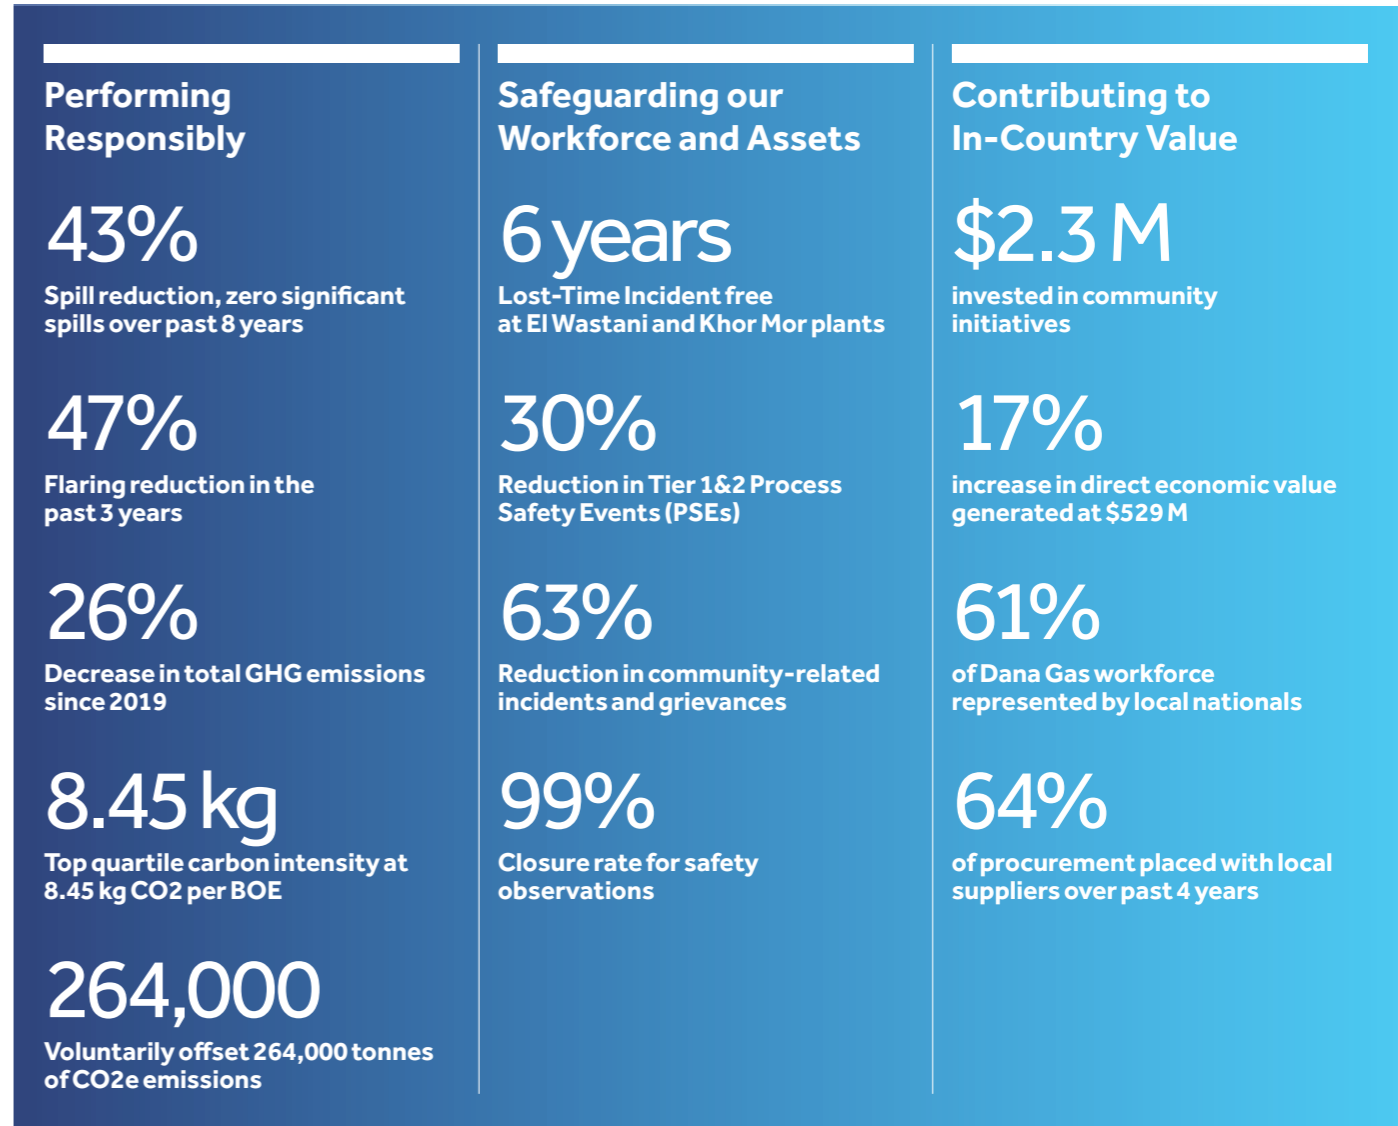 Performing
Responsibly
43%
Spill reduction, zero significant
spills over past 8 years
47%
Flaring reduction in the
past 3 years
26%
Decrease in total GHG emissions
since 2019
8.45 kg
Top quartile carbon intensity at
8.45 kg CO2 per BOE
264,000
Voluntarily offset 264,000 tonnes
of CO2e emissions
Safeguarding our
Workforce and Assets
6 years
Lost-Time Incident free
at El Wastani and Khor Mor plants
30%
Reduction in Tier 1&2 Process
Safety Events (PSEs)
63%
Reduction in community-related
incidents and grievances
99%
Closure rate for safety
observations
Contributing to
In-Country Value
$2.3 M
invested in community
initiatives
17%
increase in direct economic value
generated at $529 M
61%
of Dana Gas workforce
represented by local nationals
64%
of procurement placed with local
suppliers over past 4 years